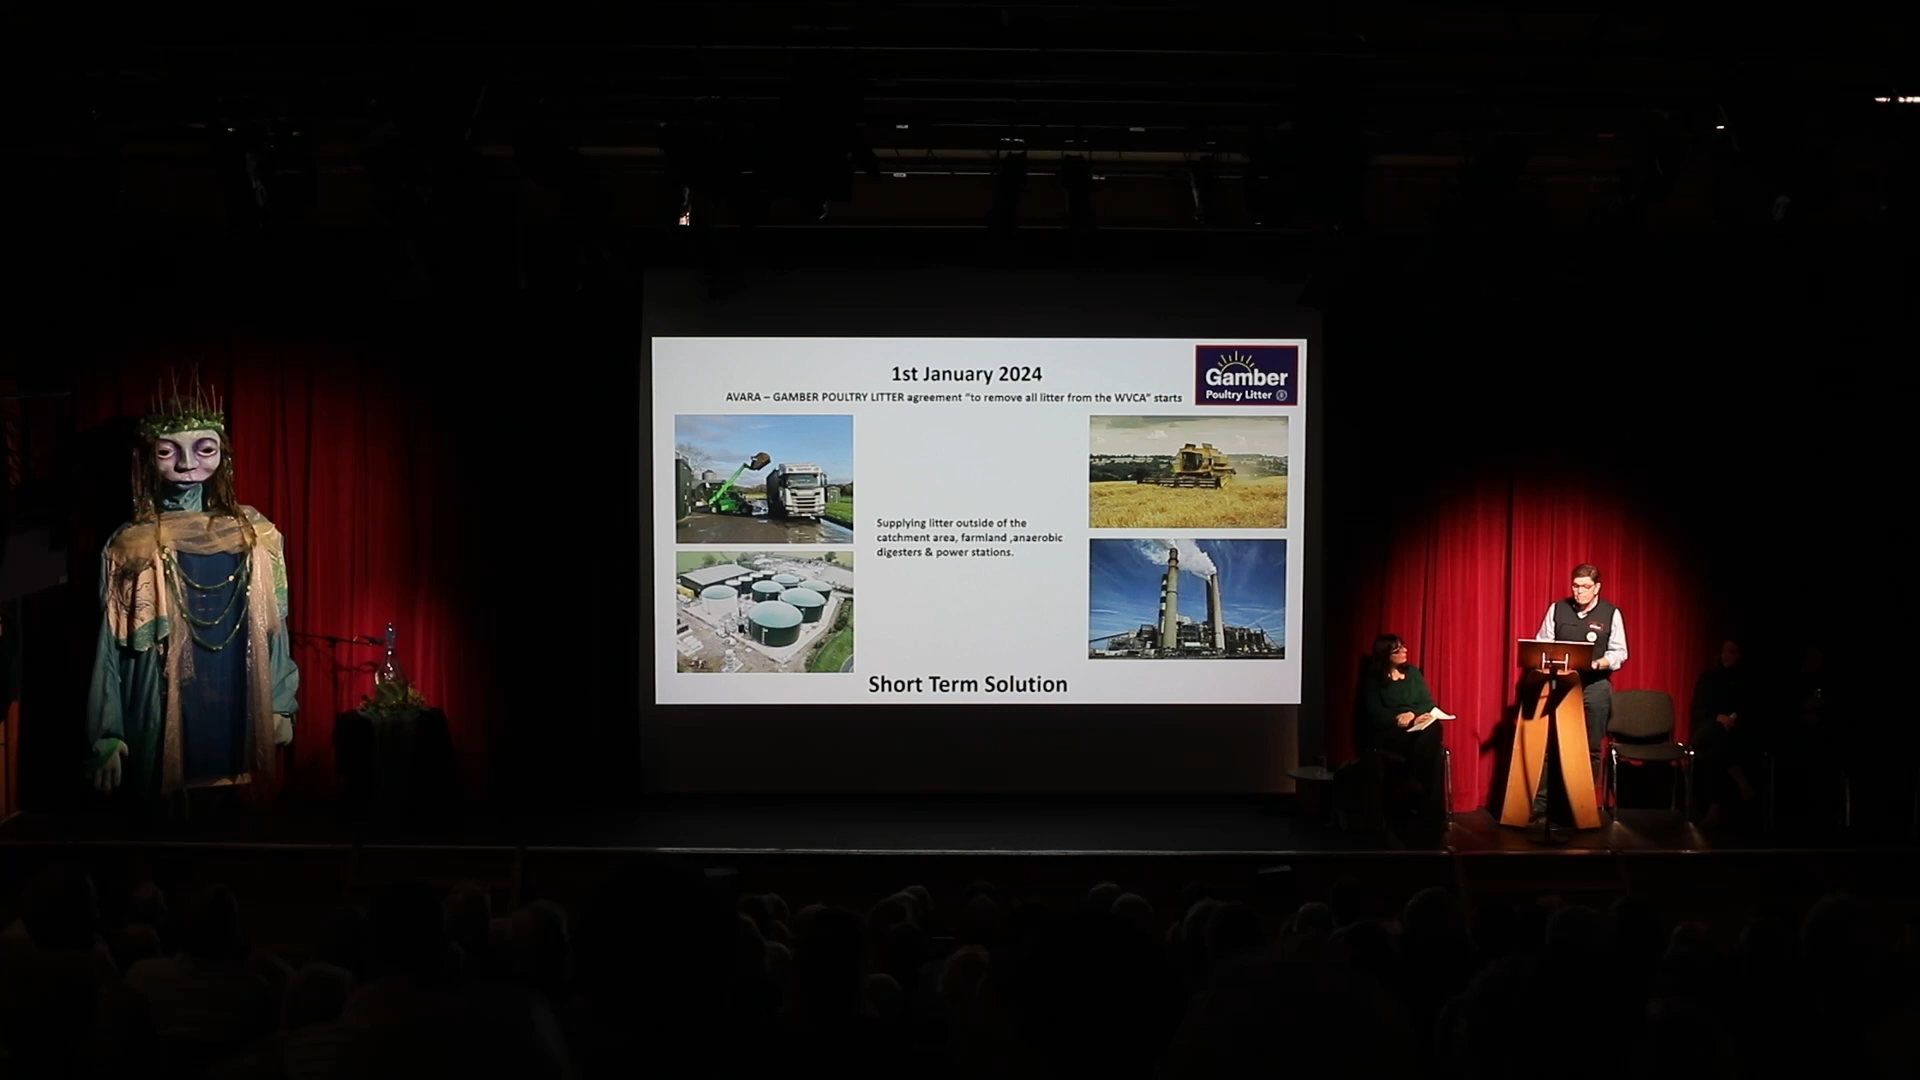 1st January 2024
AVARA – GAMBER POULTRY LITTER agreement "to remove all litter from the WVCA" starts
Gamber
Poultry Litter
Supplying litter outside of the
catchment area, farmland ,anaerobic
digesters & power stations.
Short Term Solution